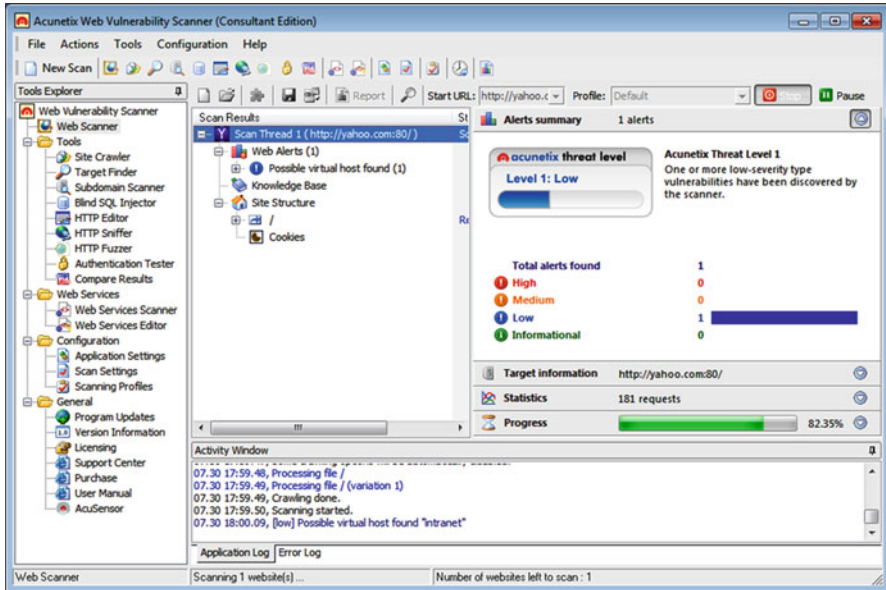 Acunetix Web Vulnerability Scanner (Consultant Edition)
File Actions Tools Configuration Help
New Scan
Tools Explorer
Web Vulnerability Scanner
Web Scanner
Tools
Site Crawler
Target Finder
Subdomain Scanner
Blind SQL Injector
HTTP Editor
HTTP Sniffer
HTTP Fuzzer
Authentication Tester
Compare Results
Web Services
Web Services Scanner
Web Services Editor
Configuration
Application Settings
Scan Settings
Scanning Profiles
General
Program Updates
Version Information
Licensing
Support Center
Purchase
User Manual
AcuSensor
Report Start URL: http://yahoo.c Profile: Default Stop Pause
Scan Results St
Scan Thread 1 ( http://yahoo.com:80/ ) Sc
Web Alerts (1)
Possible virtual host found (1)
Knowledge Base
Site Structure
/ Re
Cookies
Alerts summary 1 alerts
acunetix threat level
Level 1: Low
Acunetix Threat Level 1
One or more low-severity type
vulnerabilities have been discovered by
the scanner.
Total alerts found 1
High 0
Medium 0
Low 1
Informational 0
Target information http://yahoo.com:80/
Statistics 181 requests
Progress 82.35%
Activity Window
07.30 17:59.48, Processing file /
07.30 17:59.49, Processing file / (variation 1)
07.30 17:59.49, Crawling done.
07.30 17:59.50, Scanning started.
07.30 18:00.09, [low] Possible virtual host found "intranet"
Application Log Error Log
Web Scanner Scanning 1 website(s) ... Number of websites left to scan : 1